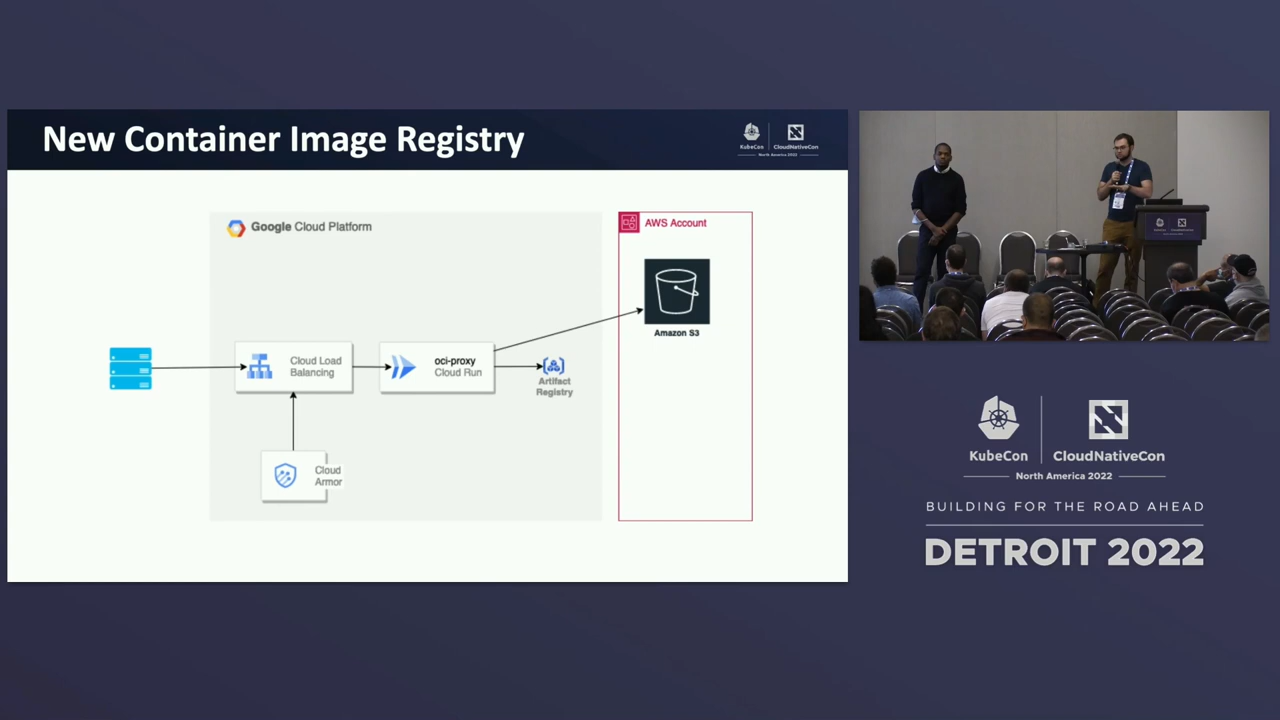 New Container Image Registry
KubeCon
CloudNativeCon
North America 2022
Google Cloud Platform
AWS Account
Amazon S3
Cloud Load
Balancing
oci-proxy
Cloud Run
Artifact
Registry
Cloud
Armor
KubeCon
CloudNativeCon
North America 2022
BUILDING FOR THE ROAD AHEAD
DETROIT 2022